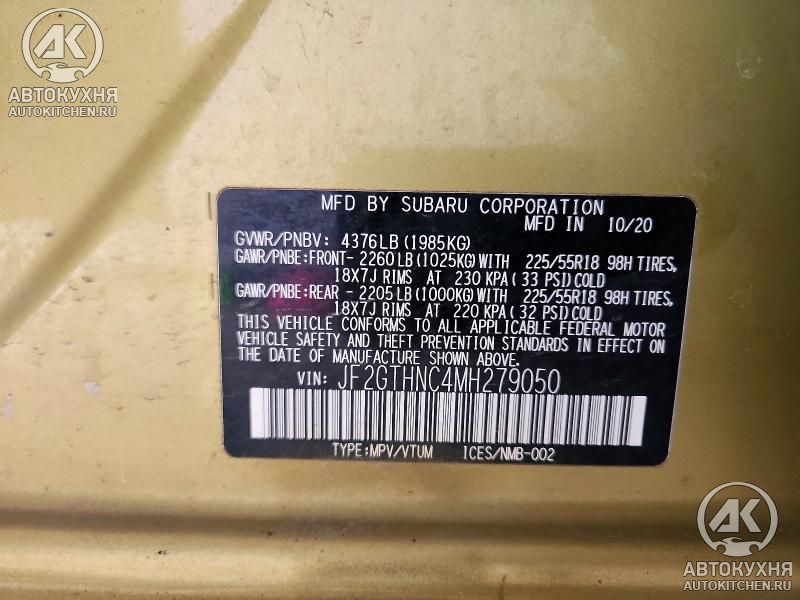 АК
АВТОКУХНЯ
AUTOKITCHEN.RU
MFD BY SUBARU CORPORATION
MFD IN 10/20
GVWR/PNBV: 4376LB (1985KG)
GAWR/PNBE:FRONT- 2260LB (1025KG) WITH 225/55R18 98H TIRES,
18X7J RIMS AT 230 KPA ( 33 PSI) COLD
GAWR/PNBE:REAR - 2205LB (1000KG) WITH 225/55R18 98H TIRES,
18X7J RIMS AT 220 KPA ( 32 PSI) COLD
THIS VEHICLE CONFORMS TO ALL APPLICABLE FEDERAL MOTOR
VEHICLE SAFETY AND THEFT PREVENTION STANDARDS IN EFFECT ON
THE DATE OF MANUFACTURE SHOWN ABOVE.
VIN: JF2GTHNC4MH279050
TYPE:MPV/VTUM ICES/NMB-002
АК
АВТОКУХНЯ
AUTOKITCHEN.RU